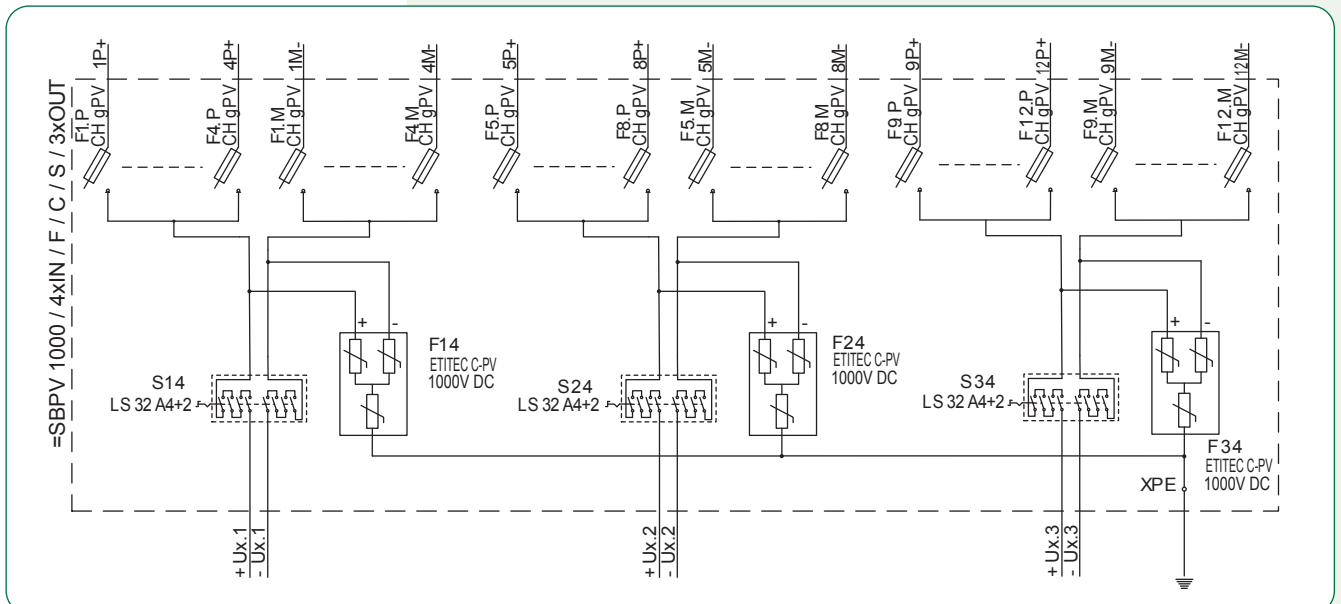 =SBPV 1000 / 4xIN / F / C / S / 3xOUT
1P+
4P+
1M-
4M-
5P+
8P+
5M-
8M-
9P+
12P+
9M-
12M-
F1.P
CH gPV
F4.P
CH gPV
F1.M
CH gPV
F4.M
CH gPV
F5.P
CH gPV
F8.P
CH gPV
F5.M
CH gPV
F8.M
CH gPV
F9.P
CH gPV
F12.P
CH gPV
F9.M
CH gPV
F12.M
CH gPV
+ -
F14
ETITEC C-PV
1000V DC
S14
LS 32 A4+2
+ -
F24
ETITEC C-PV
1000V DC
S24
LS 32 A4+2
+ -
S34
LS 32 A4+2
F34
ETITEC C-PV
1000V DC
XPE
+ Ux.1
- Ux.1
+ Ux.2
- Ux.2
+ Ux.3
- Ux.3